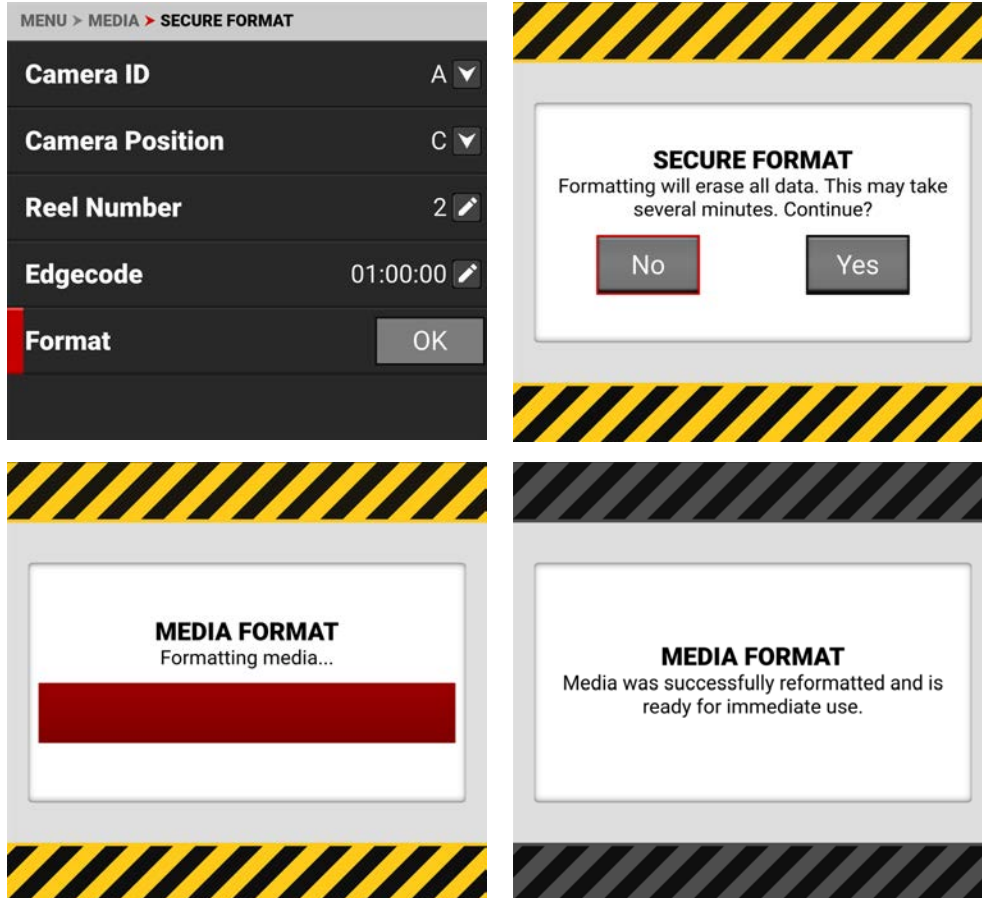 MENU > MEDIA > SECURE FORMAT
Camera ID A
Camera Position C
Reel Number 2
Edgecode 01:00:00
Format OK
SECURE FORMAT
Formatting will erase all data. This may take
several minutes. Continue?
No Yes
MEDIA FORMAT
Formatting media...
MEDIA FORMAT
Media was successfully reformatted and is
ready for immediate use.